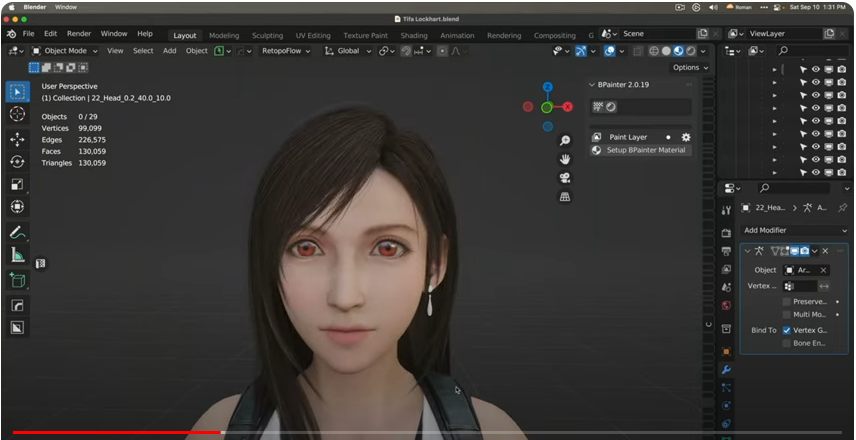 Blender Window
Roman Sat Sep 10 1:31 PM
Tifa Lockhart.blend
File Edit Render Window Help Layout Modeling Sculpting UV Editing Texture Paint Shading Animation Rendering Compositing G Scene ViewLayer
Object Mode View Select Add Object RetopoFlow Global
Options
User Perspective
(1) Collection | 22_Head_0.2_40.0_10.0
Objects 0 / 29
Vertices 99,099
Edges 226,575
Faces 130,059
Triangles 130,059
Z
X
BPainter 2.0.19
Paint Layer
Setup BPainter Material
22_Hea... > A...
Add Modifier
Object Ar...
Vertex ...
Preserve...
Multi Mo...
Bind To Vertex G...
Bone En...